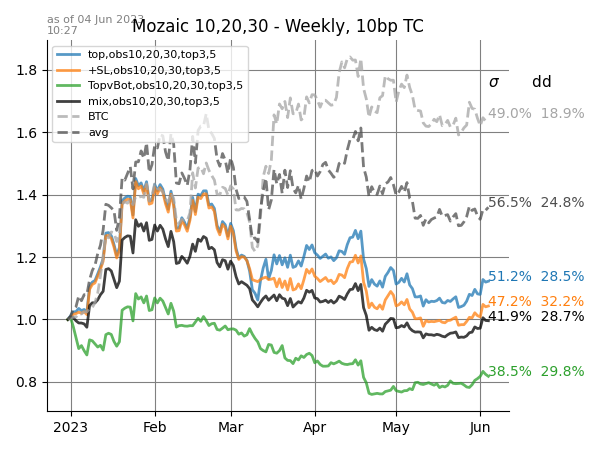 as of 04 Jun 2023
10:27
Mozaic 10,20,30 - Weekly, 10bp TC
top,obs10,20,30,top3,5
+SL,obs10,20,30,top3,5
TopvBot,obs10,20,30,top3,5
mix,obs10,20,30,top3,5
BTC
avg
σ dd
49.0% 18.9%
56.5% 24.8%
51.2% 28.5%
47.2% 32.2%
41.9% 28.7%
38.5% 29.8%
1.8
1.6
1.4
1.2
1.0
0.8
2023 Feb Mar Apr May Jun